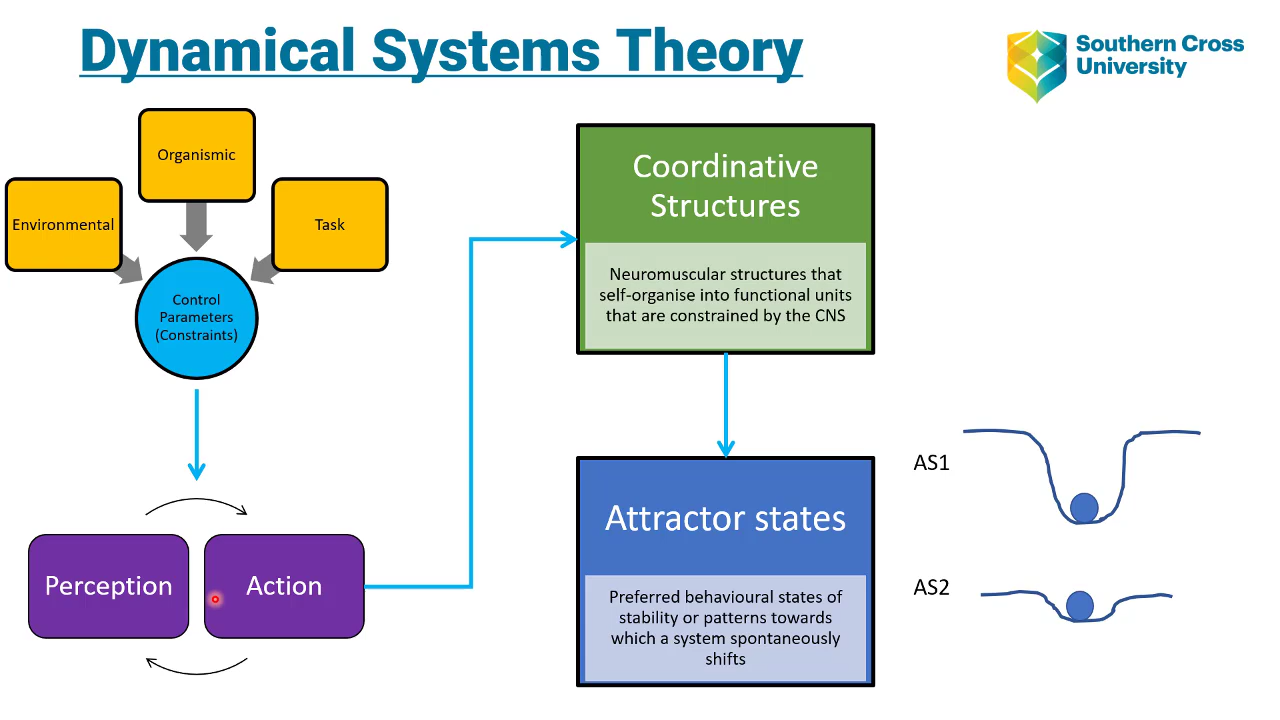 Dynamical Systems Theory
Southern Cross
University
Organismic
Environmental
Task
Control
Parameters
(Constraints)
Perception
Action
Coordinative
Structures
Neuromuscular structures that
self-organise into functional units
that are constrained by the CNS
Attractor states
Preferred behavioural states of
stability or patterns towards
which a system spontaneously
shifts
AS1
AS2